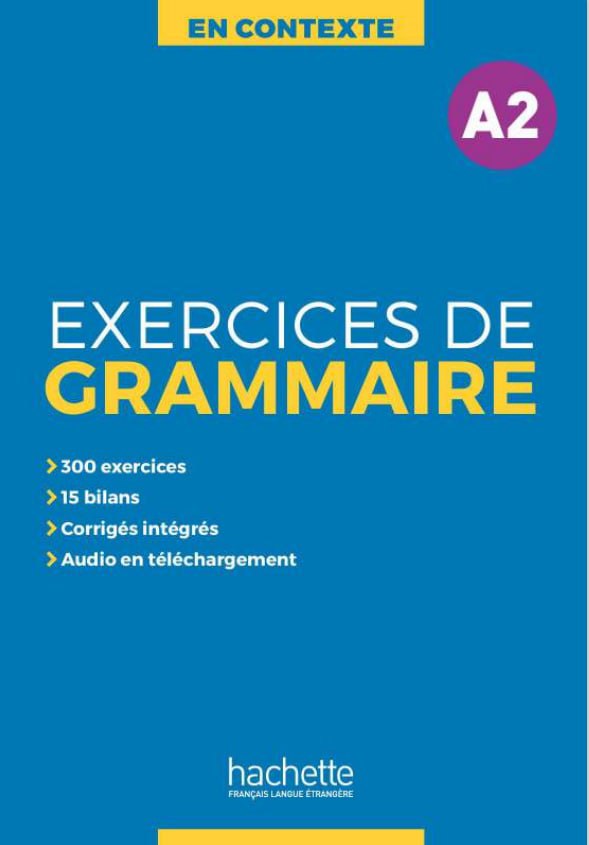 EN CONTEXTE
A2
EXERCICES DE
GRAMMAIRE
300 exercices
15 bilans
Corrigés intégrés
Audio en téléchargement
hachette
FRANÇAIS LANGUE ÉTRANGÈRE